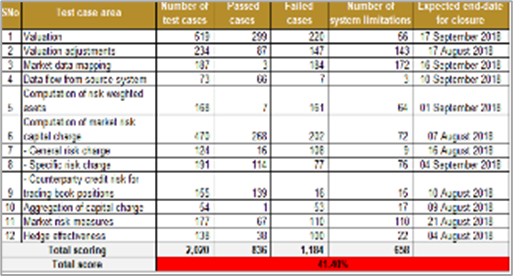 SNo Test case area Number of test cases Passed cases Failed cases Number of system limitations Expected end-date for closure
1 Valuation 519 299 220 56 17 September 2018
2 Valuation adjustments 234 87 147 143 17 August 2018
3 Market data mapping 187 3 184 172 16 September 2018
4 Data flow from source system 73 66 7 3 10 September 2018
5 Computation of risk weighted assets 168 7 161 64 01 September 2018
6 Computation of market risk capital charge 470 268 202 72 07 August 2018
7 - General risk charge 124 16 108 9 16 August 2018
8 - Specific risk charge 191 114 77 76 04 September 2018
9 - Counterparty credit risk for trading book positions 155 139 16 15 10 August 2018
10 Aggregation of capital charge 54 1 53 17 09 August 2018
11 Market risk measures 177 67 110 110 21 August 2018
12 Hedge effectiveness 138 38 100 22 04 August 2018
Total scoring 2,020 836 1,184 658
Total score 41.40%